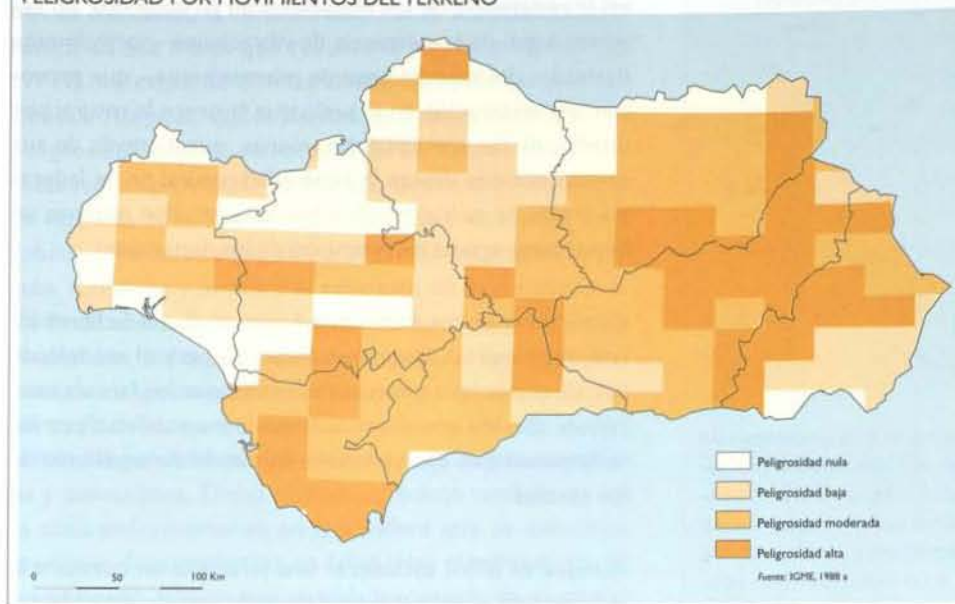 PELIGROSIDAD POR MOVIMIENTOS DEL TERRENO
Peligrosidad nula
Peligrosidad baja
Peligrosidad moderada
Peligrosidad alta
Fuente: IGME, 1988 a
0 50 100 Km